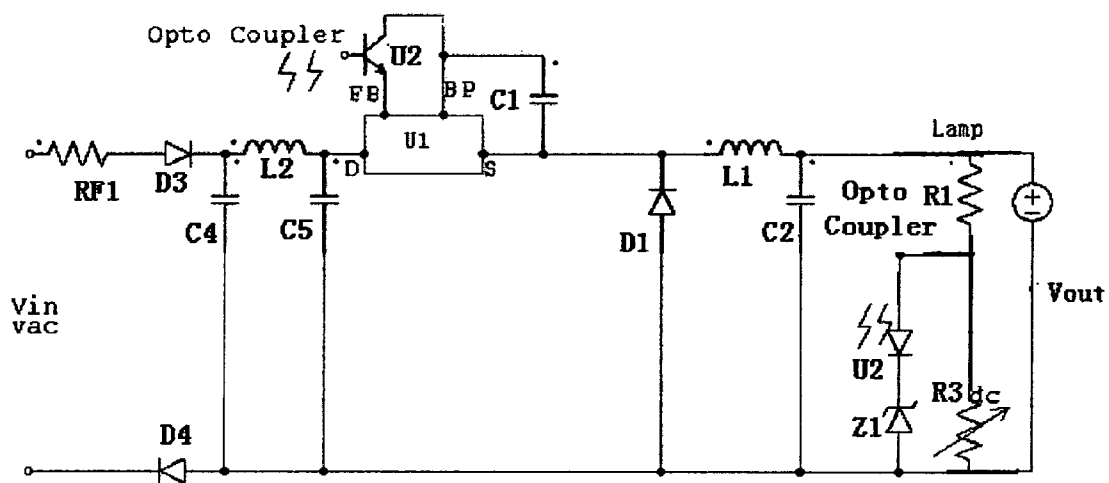 Opto Coupler
U2
FB
BP
C1
U1
D
S
RF1
D3
L2
C4
C5
D1
L1
C2
Lamp
Opto
Coupler
R1
Vin
vac
Vout
U2
Z1
R3
dc
D4